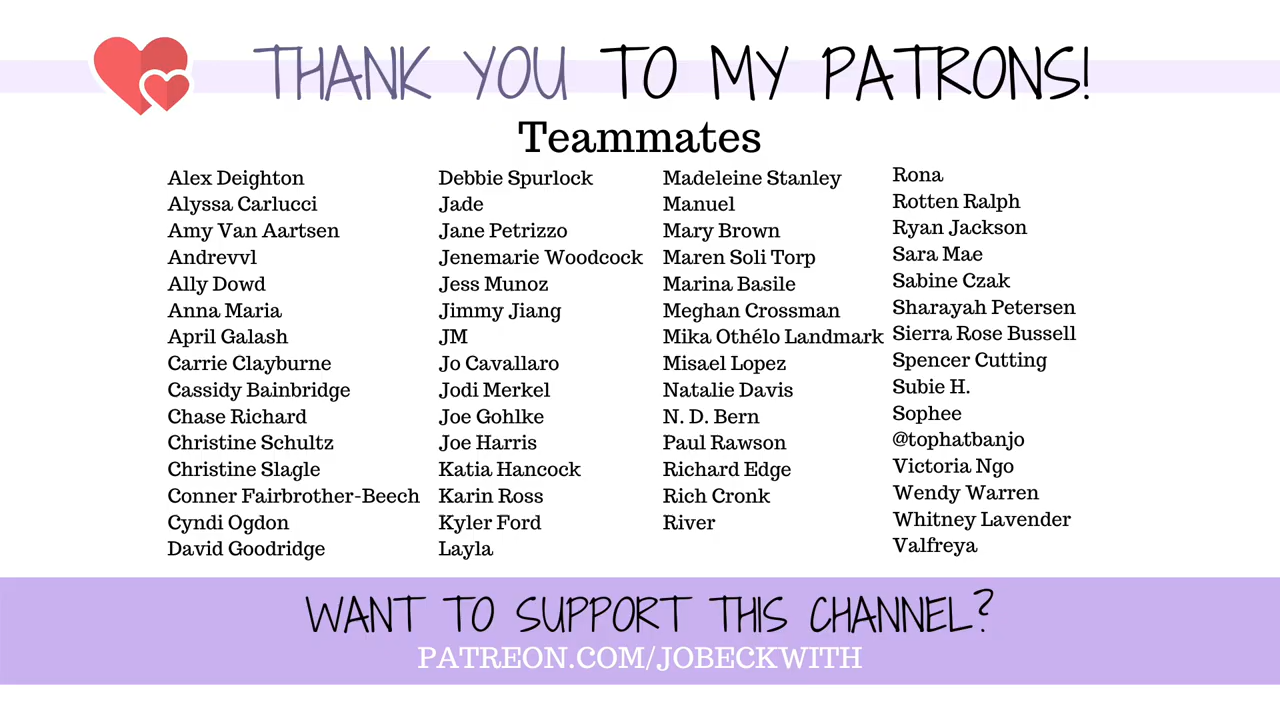 THANK YOU TO MY PATRONS!
Teammates
Alex Deighton
Alyssa Carlucci
Amy Van Aartsen
Andrevvl
Ally Dowd
Anna Maria
April Galash
Carrie Clayburne
Cassidy Bainbridge
Chase Richard
Christine Schultz
Christine Slagle
Conner Fairbrother-Beech
Cyndi Ogdon
David Goodridge
Debbie Spurlock
Jade
Jane Petrizzo
Jenemarie Woodcock
Jess Munoz
Jimmy Jiang
JM
Jo Cavallaro
Jodi Merkel
Joe Gohlke
Joe Harris
Katia Hancock
Karin Ross
Kyler Ford
Layla
Madeleine Stanley
Manuel
Mary Brown
Maren Soli Torp
Marina Basile
Meghan Crossman
Mika Othélo Landmark
Misael Lopez
Natalie Davis
N. D. Bern
Paul Rawson
Richard Edge
Rich Cronk
River
Rona
Rotten Ralph
Ryan Jackson
Sara Mae
Sabine Czak
Sharayah Petersen
Sierra Rose Bussell
Spencer Cutting
Subie H.
Sophee
@tophatbanjo
Victoria Ngo
Wendy Warren
Whitney Lavender
Valfreya
WANT TO SUPPORT THIS CHANNEL?
PATREON.COM/JOBECKWITH